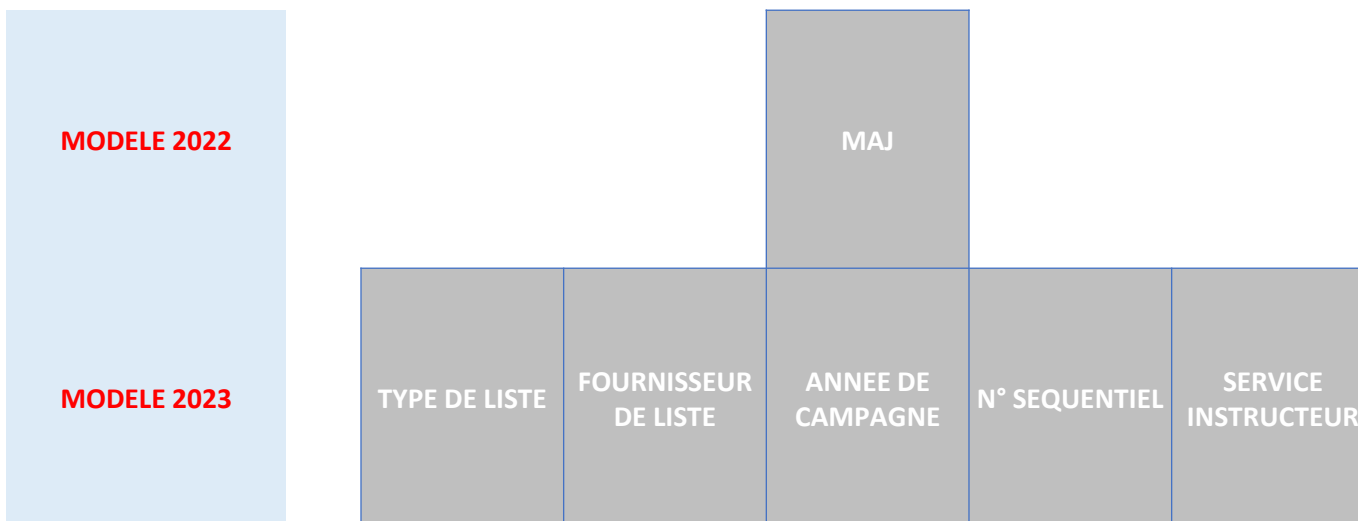 MODELE 2022
MAJ
MODELE 2023
TYPE DE LISTE
FOURNISSEUR
DE LISTE
ANNEE DE
CAMPAGNE
N° SEQUENTIEL
SERVICE
INSTRUCTEUR